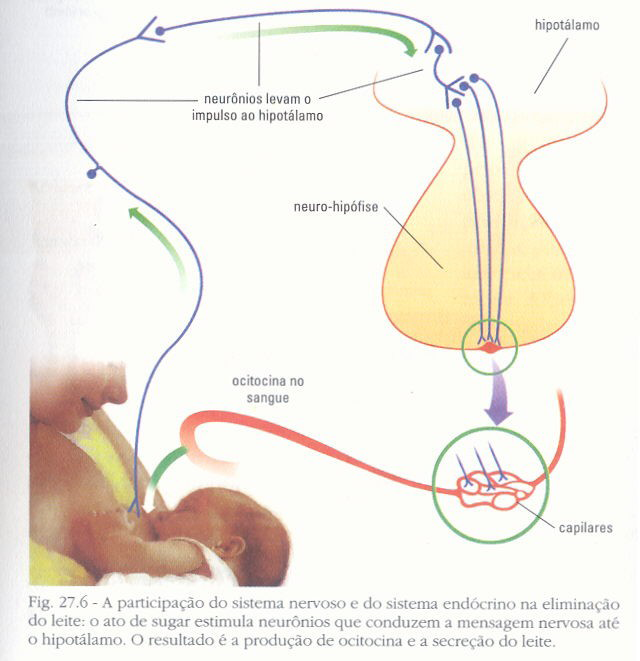 hipotálamo
neurônios levam o
impulso ao hipotálamo
neuro-hipófise
ocitocina no
sangue
capilares
Fig. 27.6 - A participação do sistema nervoso e do sistema endócrino na eliminação
do leite: o ato de sugar estimula neurônios que conduzem a mensagem nervosa até
o hipotálamo. O resultado é a produção de ocitocina e a secreção do leite.